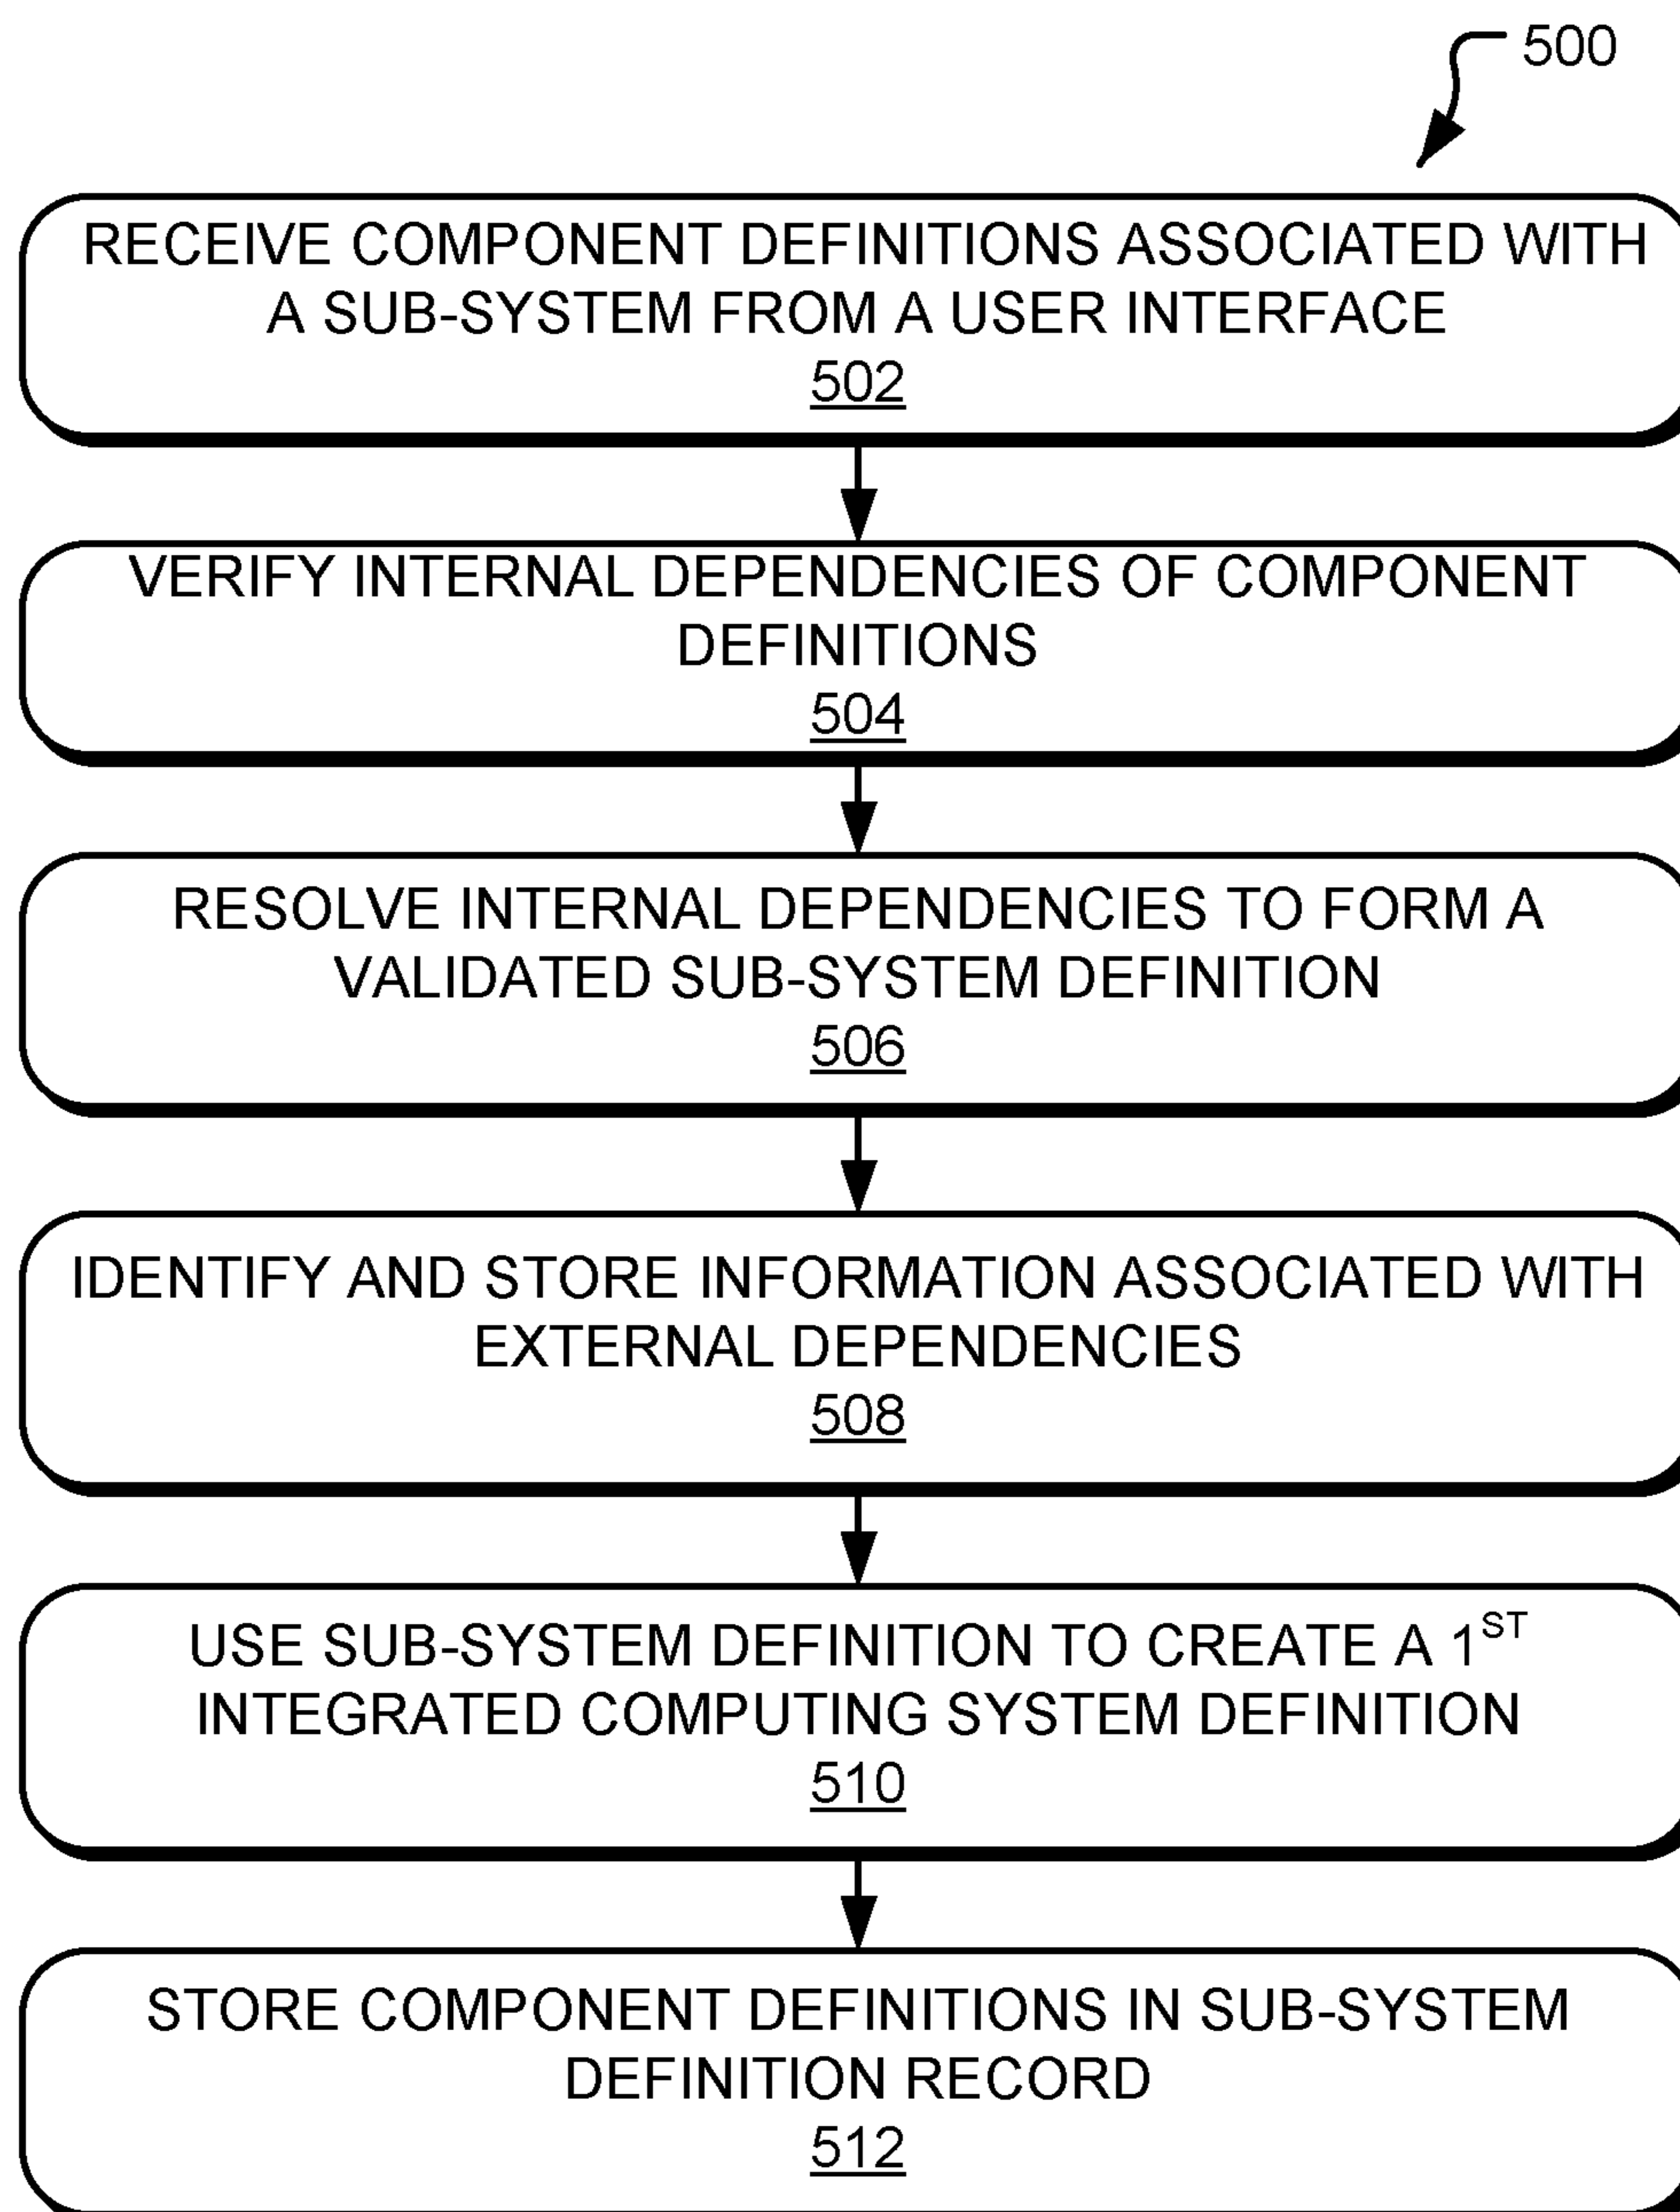 500
RECEIVE COMPONENT DEFINITIONS ASSOCIATED WITH
A SUB-SYSTEM FROM A USER INTERFACE
502
VERIFY INTERNAL DEPENDENCIES OF COMPONENT
DEFINITIONS
504
RESOLVE INTERNAL DEPENDENCIES TO FORM A
VALIDATED SUB-SYSTEM DEFINITION
506
IDENTIFY AND STORE INFORMATION ASSOCIATED WITH
EXTERNAL DEPENDENCIES
508
USE SUB-SYSTEM DEFINITION TO CREATE A 1ST
INTEGRATED COMPUTING SYSTEM DEFINITION
510
STORE COMPONENT DEFINITIONS IN SUB-SYSTEM
DEFINITION RECORD
512